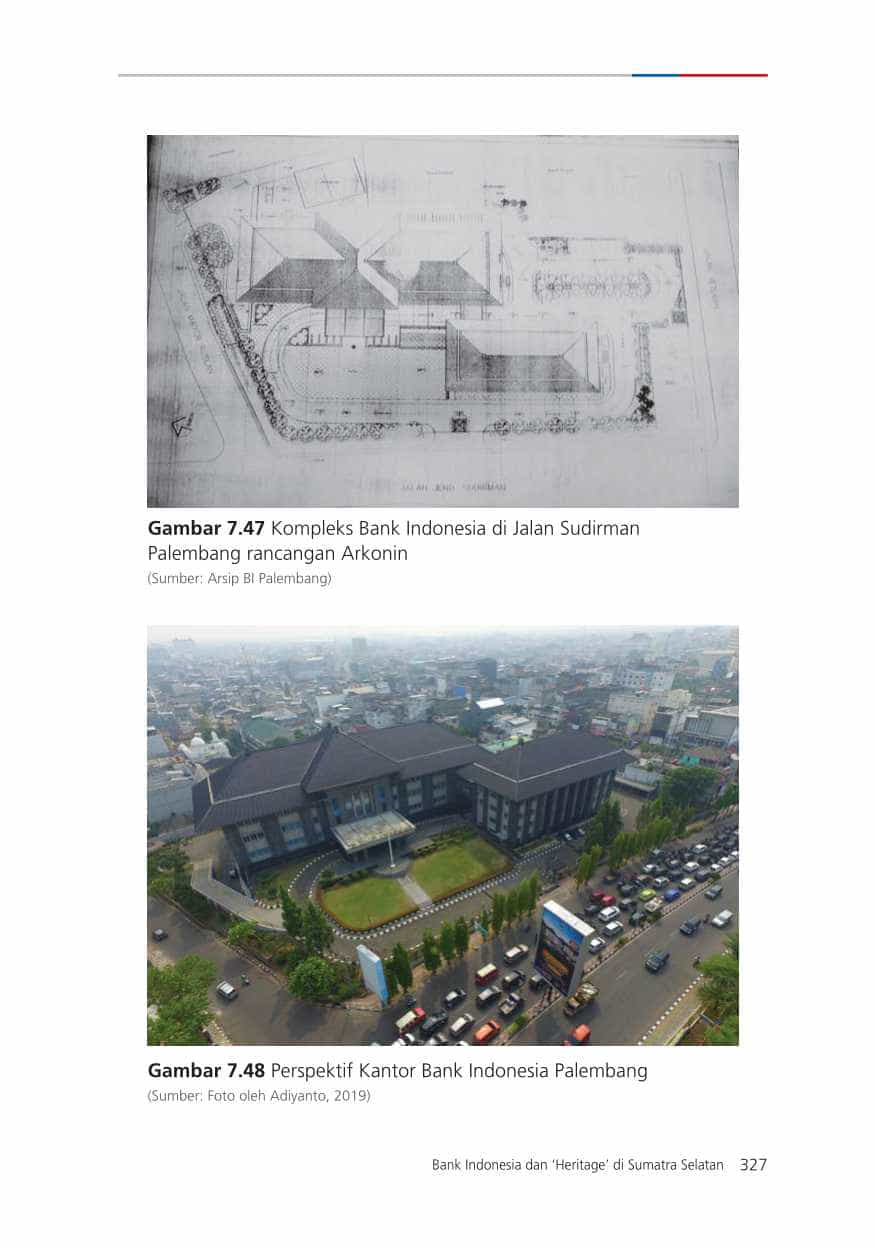 JALAN JEND. SUDIRMAN
Gambar 7.47 Kompleks Bank Indonesia di Jalan Sudirman
Palembang rancangan Arkonin
(Sumber: Arsip BI Palembang)
Gambar 7.48 Perspektif Kantor Bank Indonesia Palembang
(Sumber: Foto oleh Adiyanto, 2019)
Bank Indonesia dan ‘Heritage’ di Sumatra Selatan 327